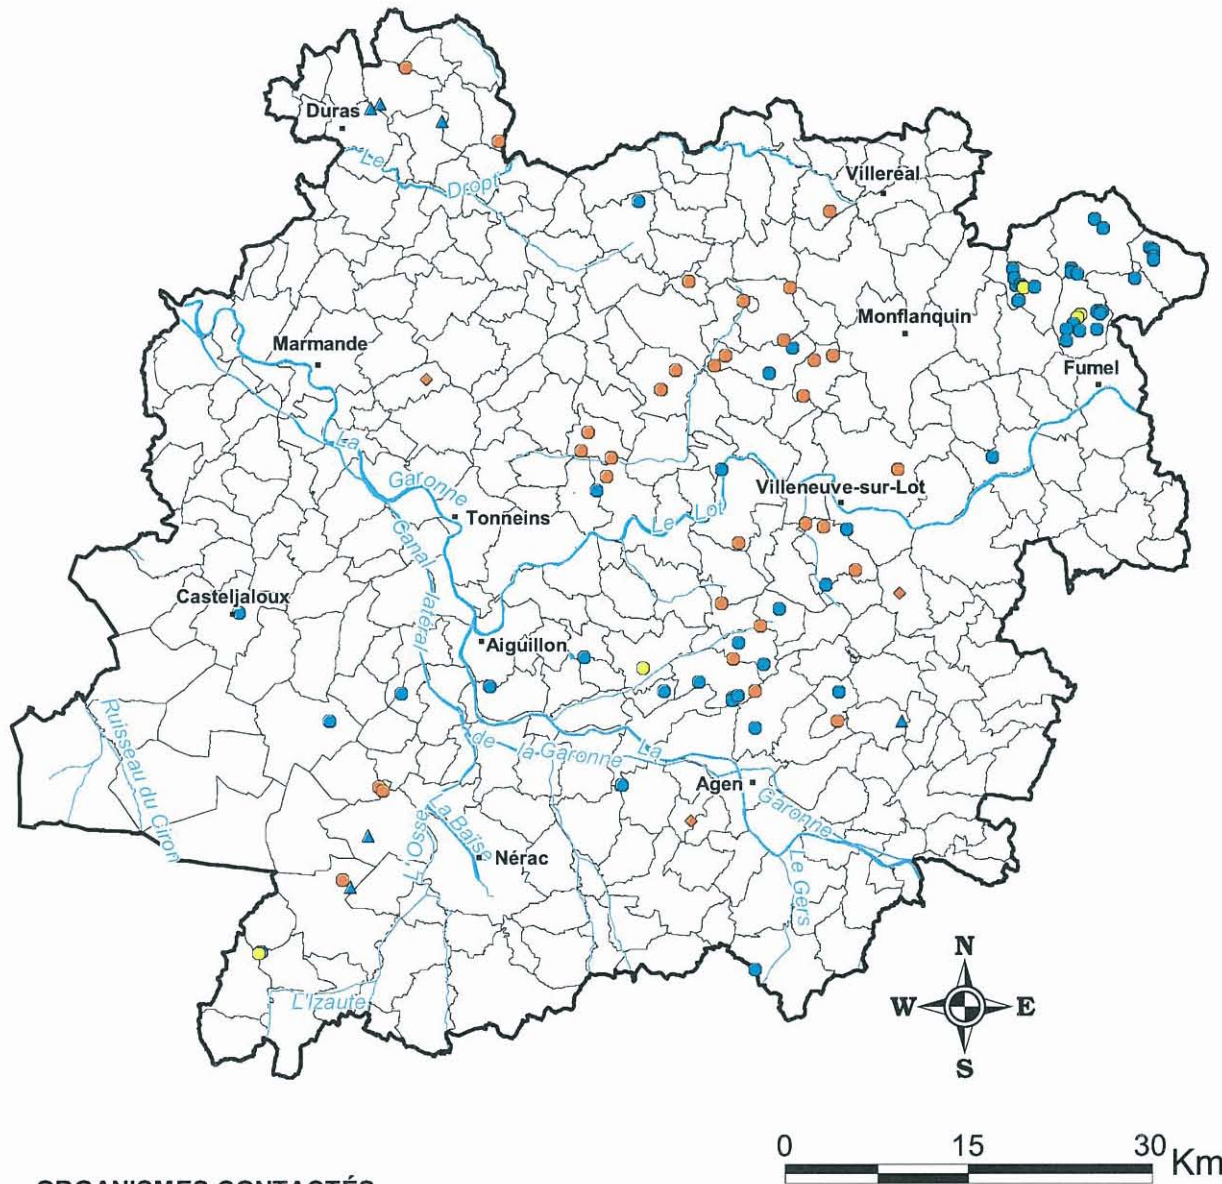 Duras
Le
Dropt
Villeréal
Monflanquin
Marmande
Fumel
La
Garonne
Villeneuve-sur-Lot
Tonneins
Le Lot
Canal latéral
Casteljaloux
Aiguillon
Ruisseau du Ciron
de la Garonne La
Agen
Garonne
La Baïse
L'Osse
Nérac
Le Gers
L'Izaute
N
W E
S
0 15 30 Km
ORGANISMES CONTACTÉS